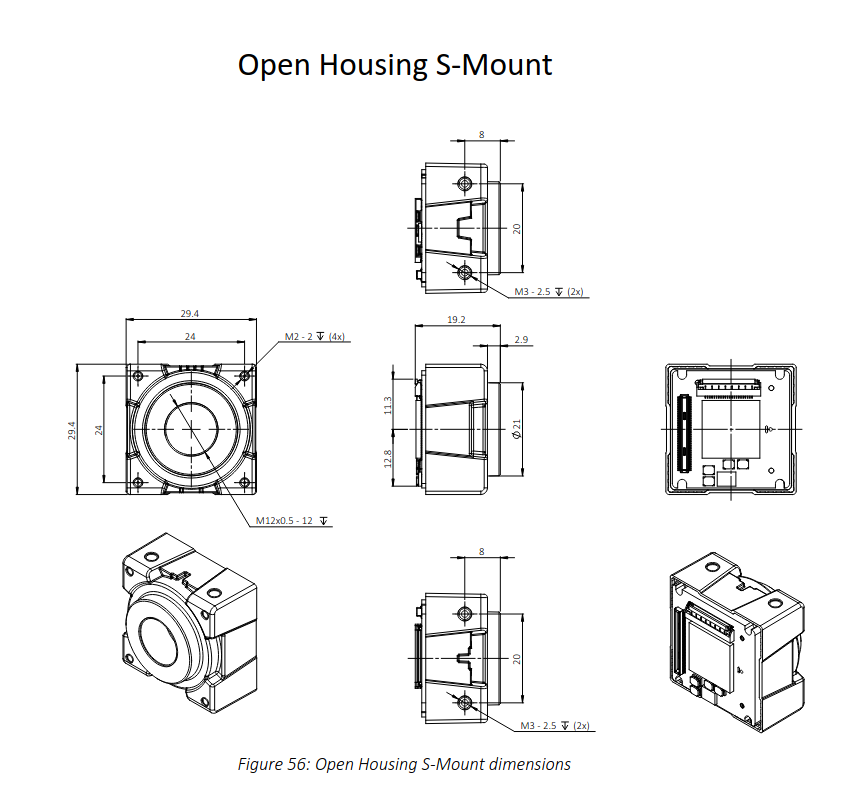 Open Housing S-Mount
8
20
M3 - 2.5 ↧ (2x)
29.4
24
M2 - 2 ↧ (4x)
29.4
24
M12x0.5 - 12 ↧
19.2
2.9
11.3
12.8
Ø21
8
20
M3 - 2.5 ↧ (2x)
Figure 56: Open Housing S-Mount dimensions